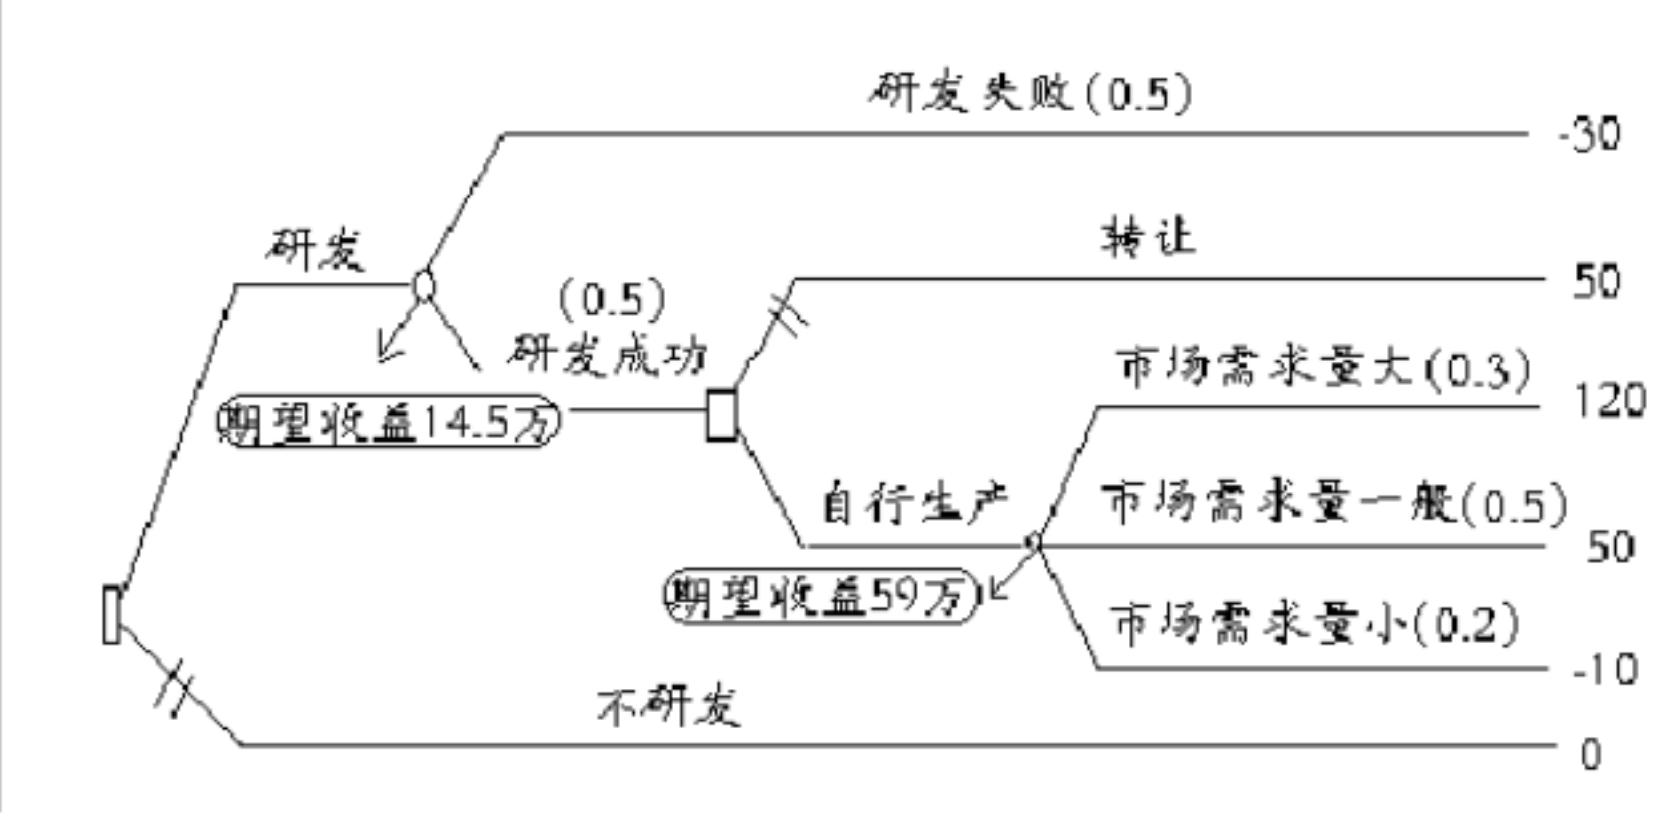 研发失败(0.5)
-30
转让
50
研发
(0.5)
研发成功
市场需求量大(0.3)
120
期望收益14.5万
自行生产
市场需求量一般(0.5)
50
期望收益59万
市场需求量小(0.2)
-10
不研发
0